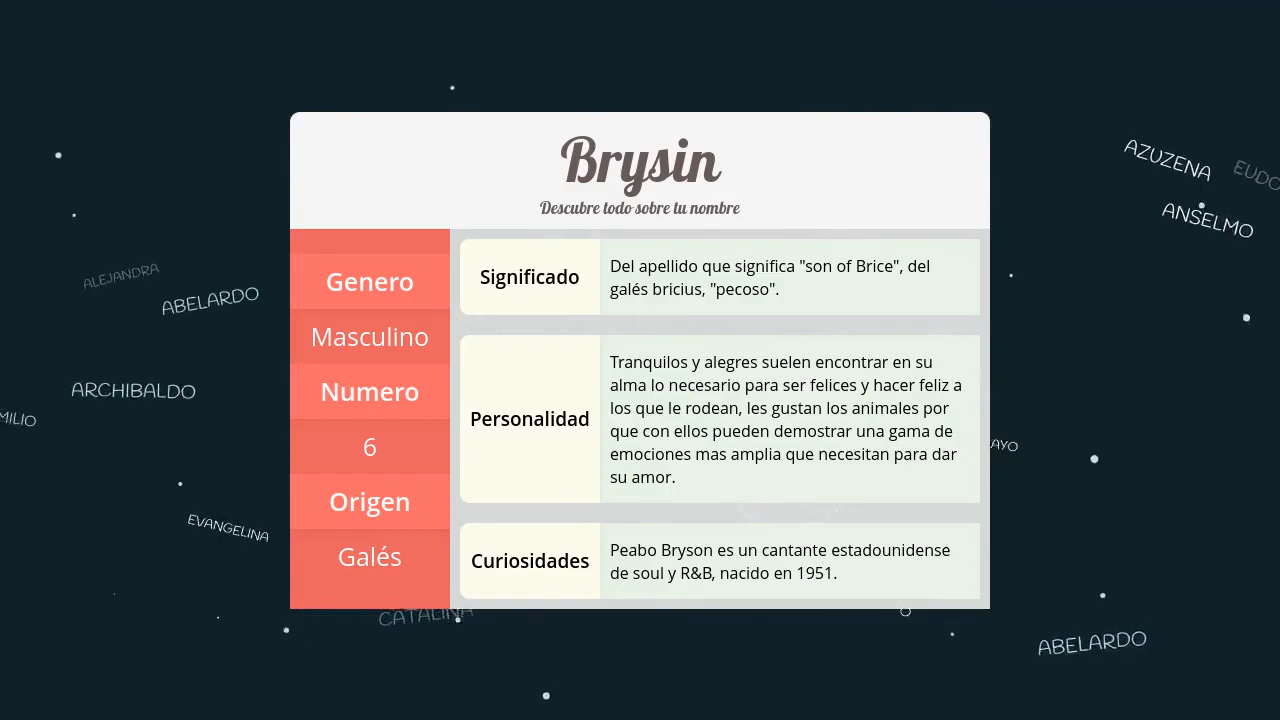 Brysin
Descubre todo sobre tu nombre
Genero
Masculino
Numero
6
Origen
Galés
Significado
Del apellido que significa "son of Brice", del
galés bricius, "pecoso".
Personalidad
Tranquilos y alegres suelen encontrar en su
alma lo necesario para ser felices y hacer feliz a
los que le rodean, les gustan los animales por
que con ellos pueden demostrar una gama de
emociones mas amplia que necesitan para dar
su amor.
Curiosidades
Peabo Bryson es un cantante estadounidense
de soul y R&B, nacido en 1951.
AZUZENA
ANSELMO
ALEJANDRA
ABELARDO
ARCHIBALDO
EVANGELINA
CATALINA
ABELARDO